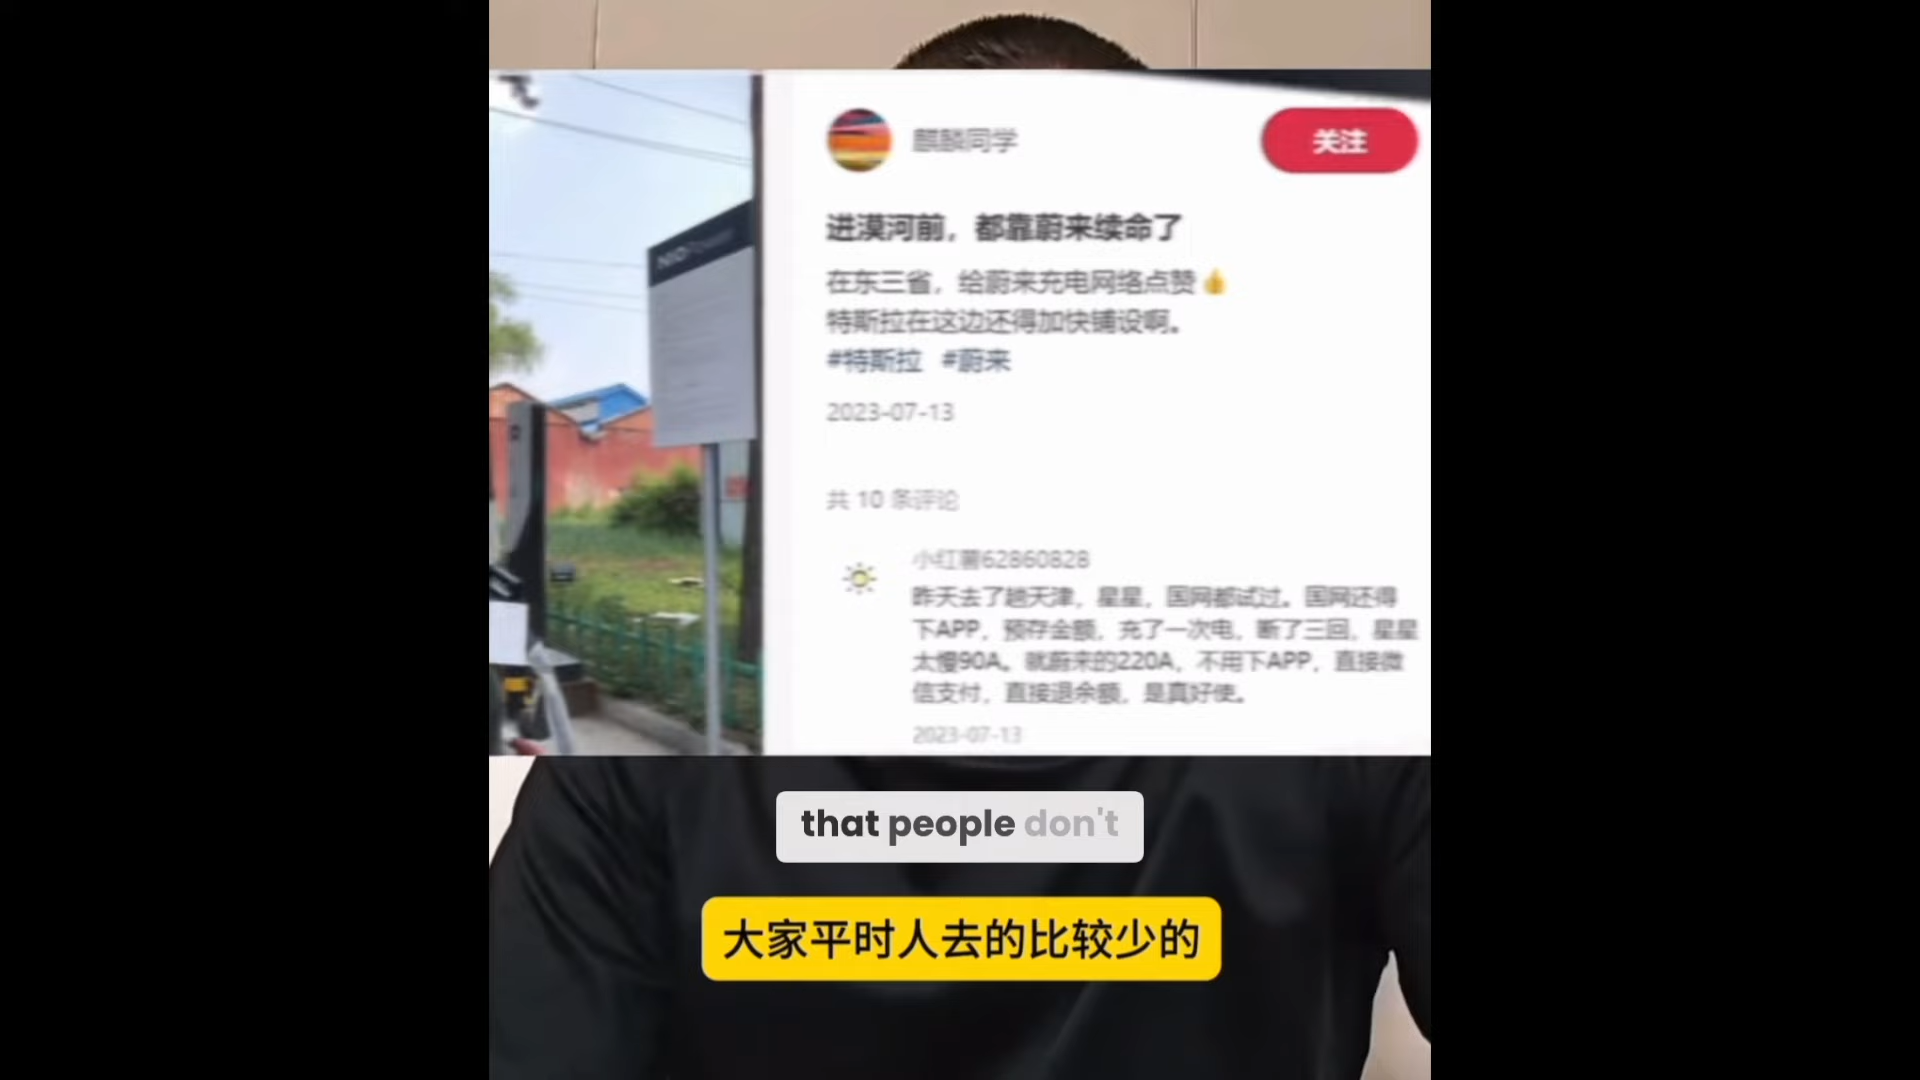 NIO
麒麟同学
关注
进漠河前，都靠蔚来续命了
在东三省，给蔚来充电网络点赞👍
特斯拉在这边还得加快铺设啊。
#特斯拉 #蔚来
2023-07-13
共 10 条评论
小红薯62860828
昨天去了趟天津，星星，国网都试过。国网还得
下APP，预存金额，充了一次电，断了三回，星星
太慢90A。就蔚来的220A，不用下APP，直接微
信支付，直接退余额，是真好使。
2023-07-13
that people don't
大家平时人去的比较少的